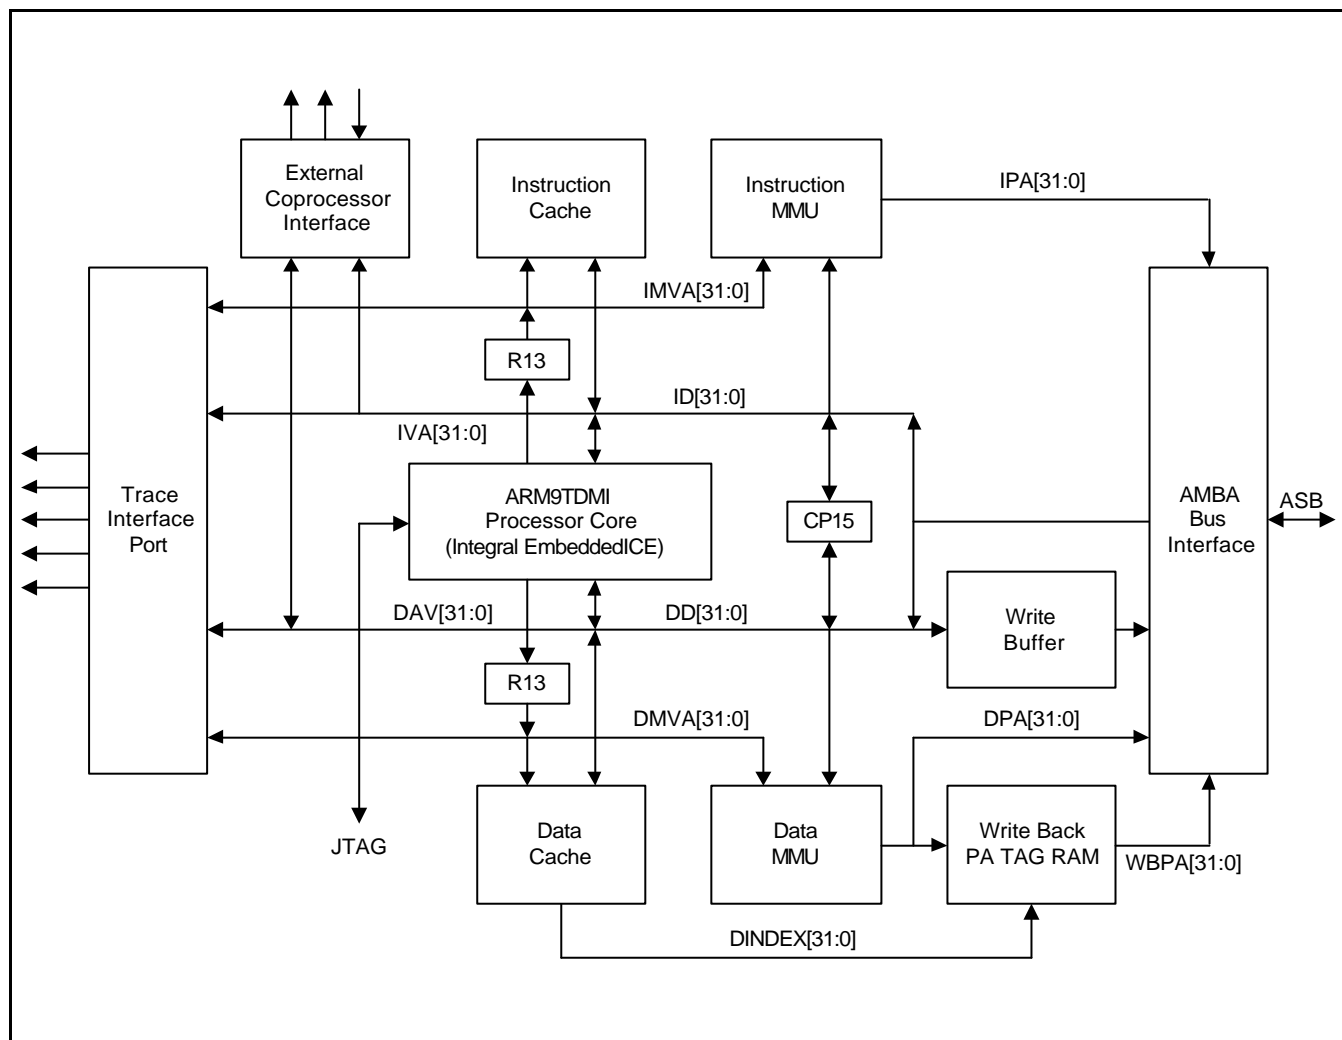 External
Coprocessor
Interface
Instruction
Cache
Instruction
MMU
IPA[31:0]
IMVA[31:0]
R13
ID[31:0]
IVA[31:0]
Trace
Interface
Port
ARM9TDMI
Processor Core
(Integral EmbeddedICE)
CP15
AMBA
Bus
Interface
ASB
DAV[31:0]
DD[31:0]
Write
Buffer
R13
DMVA[31:0]
DPA[31:0]
JTAG
Data
Cache
Data
MMU
Write Back
PA TAG RAM
WBPA[31:0]
DINDEX[31:0]